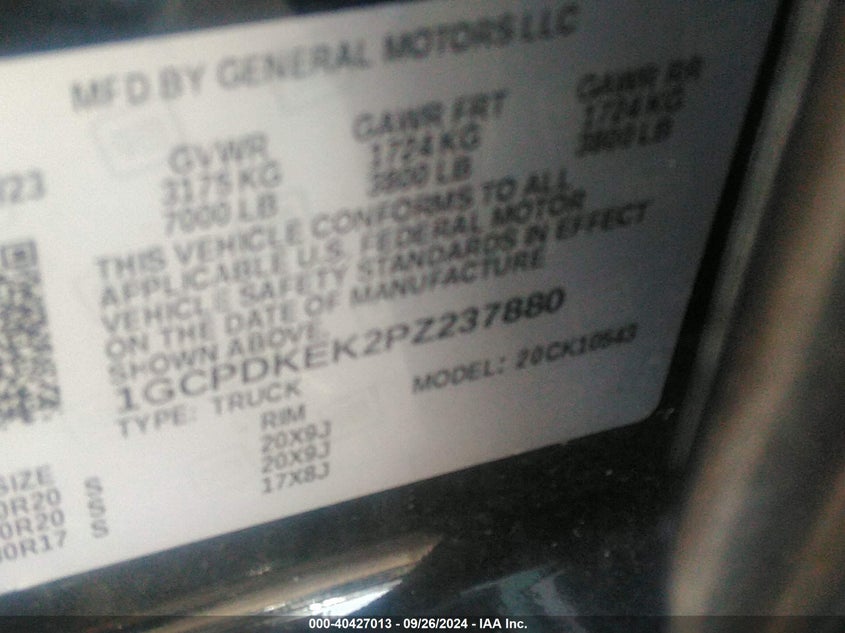 MFD BY GENERAL MOTORS LLC
GVWR GAWR FRT GAWR RR
3175 KG 1724 KG 1724 KG
7000 LB 3800 LB 3800 LB
THIS VEHICLE CONFORMS TO ALL
APPLICABLE U.S. FEDERAL MOTOR
VEHICLE SAFETY STANDARDS IN EFFECT
ON THE DATE OF MANUFACTURE
SHOWN ABOVE.
1GCPDKEK2PZ237880
TYPE: TRUCK MODEL: 20CK10543
SIZE RIM
0R20 S 20X9J
0R20 S 20X9J
0R17 S 17X8J
000-40427013 - 09/26/2024 - IAA Inc.